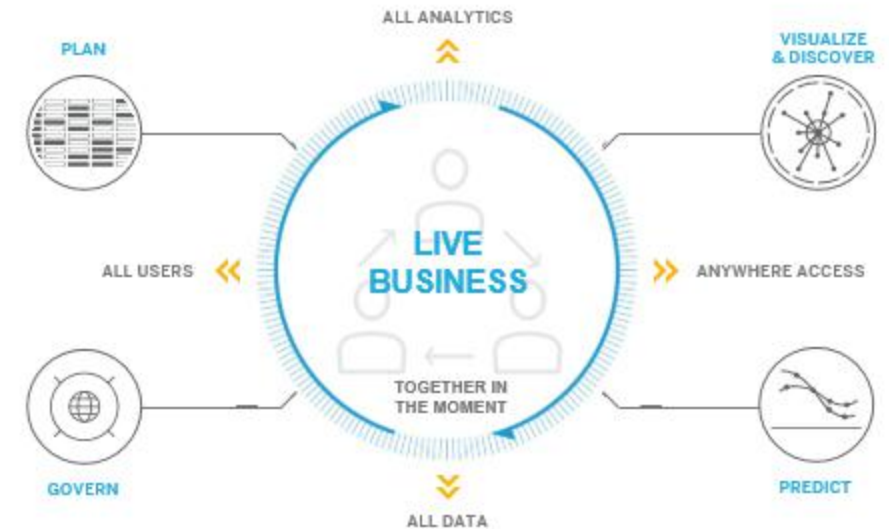 ALL ANALYTICS
PLAN
VISUALIZE
& DISCOVER
ALL USERS
LIVE
BUSINESS
ANYWHERE ACCESS
TOGETHER IN
THE MOMENT
GOVERN
PREDICT
ALL DATA